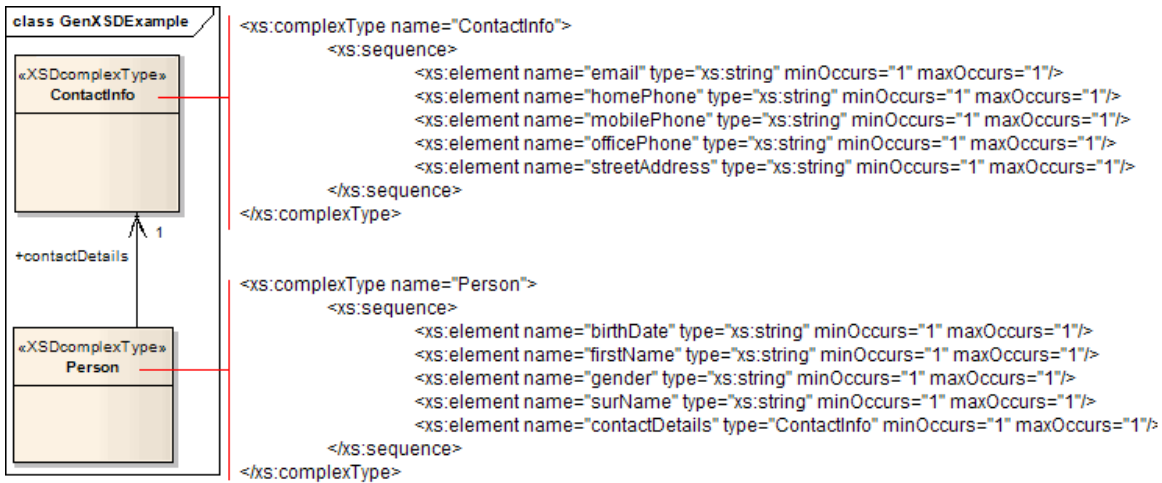 class GenXSDExample
«XSDcomplexType»
ContactInfo
1
+contactDetails
«XSDcomplexType»
Person
<xs:complexType name="ContactInfo">
<xs:sequence>
<xs:element name="email" type="xs:string" minOccurs="1" maxOccurs="1"/>
<xs:element name="homePhone" type="xs:string" minOccurs="1" maxOccurs="1"/>
<xs:element name="mobilePhone" type="xs:string" minOccurs="1" maxOccurs="1"/>
<xs:element name="officePhone" type="xs:string" minOccurs="1" maxOccurs="1"/>
<xs:element name="streetAddress" type="xs:string" minOccurs="1" maxOccurs="1"/>
</xs:sequence>
</xs:complexType>
<xs:complexType name="Person">
<xs:sequence>
<xs:element name="birthDate" type="xs:string" minOccurs="1" maxOccurs="1"/>
<xs:element name="firstName" type="xs:string" minOccurs="1" maxOccurs="1"/>
<xs:element name="gender" type="xs:string" minOccurs="1" maxOccurs="1"/>
<xs:element name="surName" type="xs:string" minOccurs="1" maxOccurs="1"/>
<xs:element name="contactDetails" type="ContactInfo" minOccurs="1" maxOccurs="1"/>
</xs:sequence>
</xs:complexType>